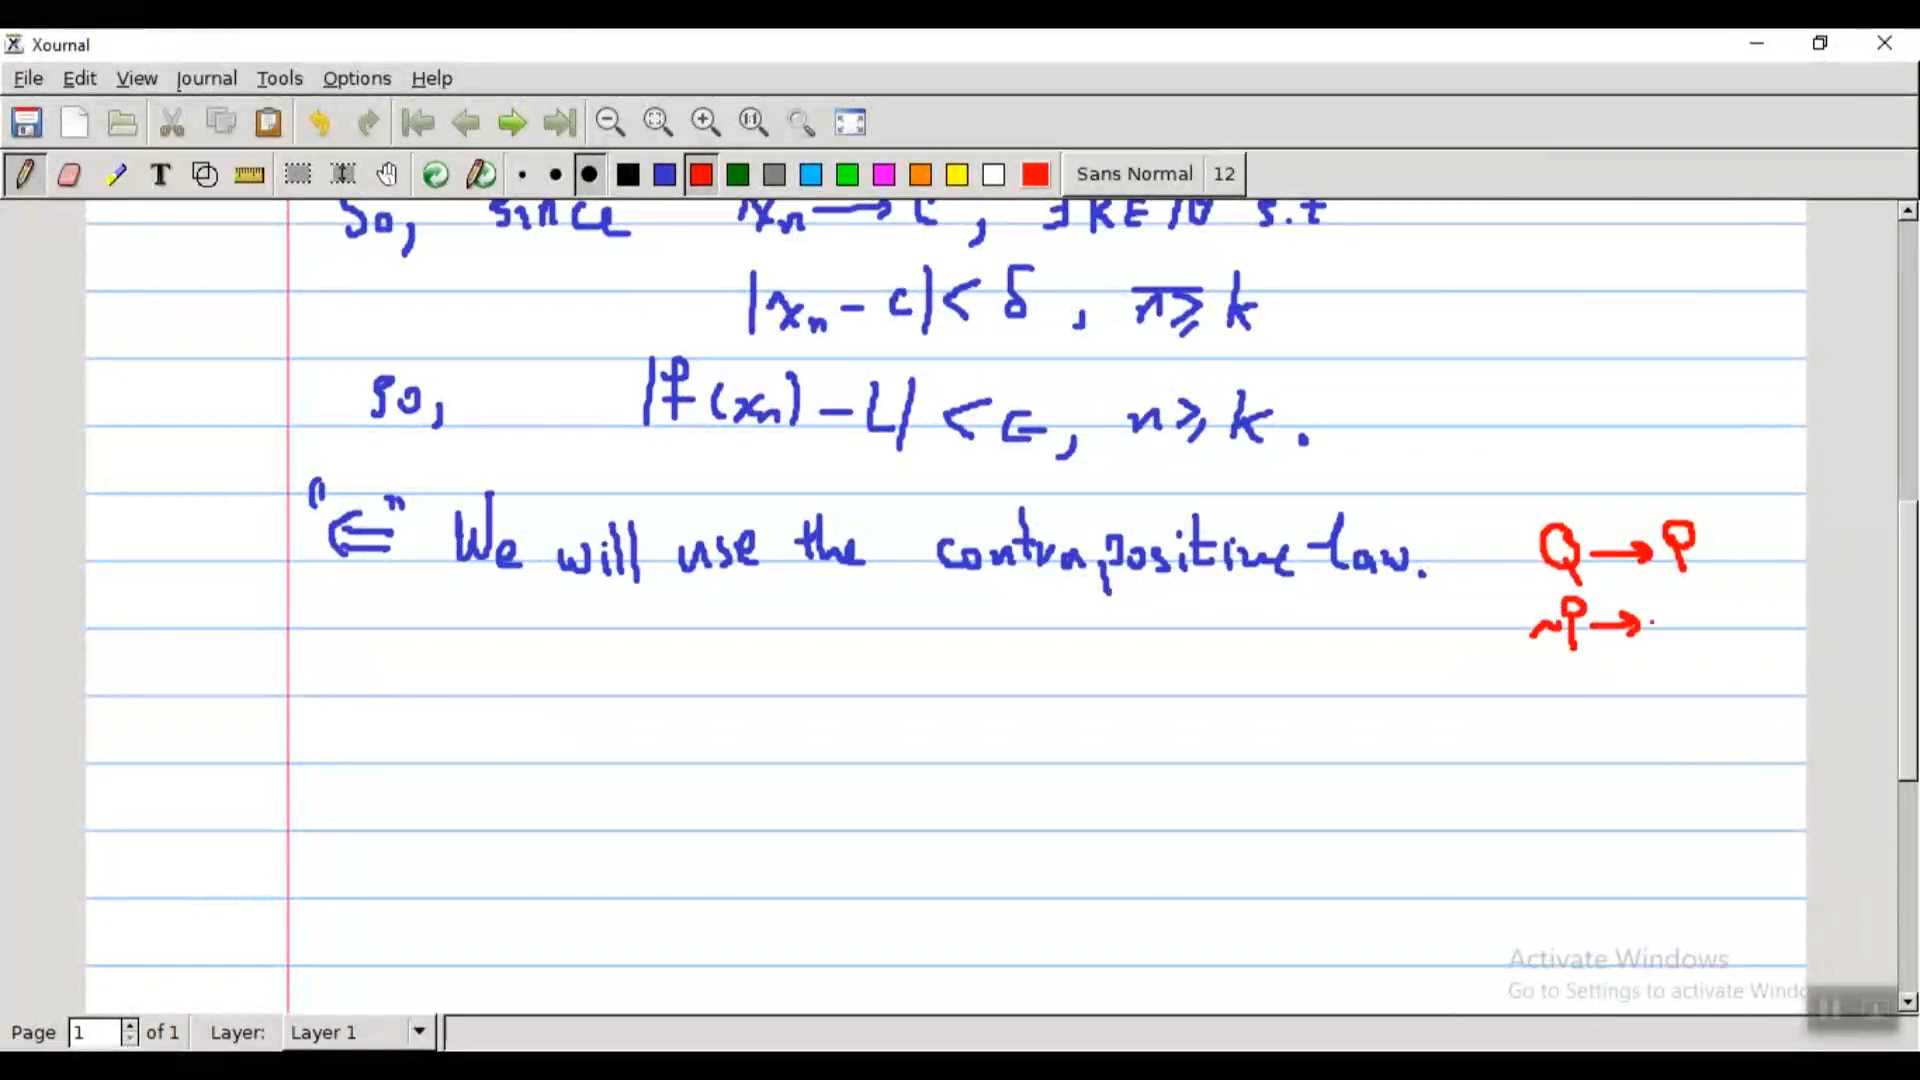 Xournal
File Edit View Journal Tools Options Help
Sans Normal 12
So, since xₙ → c, ∃ K∈ℕ s.t
|xₙ - c| < δ, n ≥ k
So, |f(xₙ) - L| < ϵ, n ≥ k.
"⇐" We will use the contrapositive law.
Q → P
~P →
Activate Windows
Go to Settings to activate Windo
Page 1 of 1 Layer: Layer 1